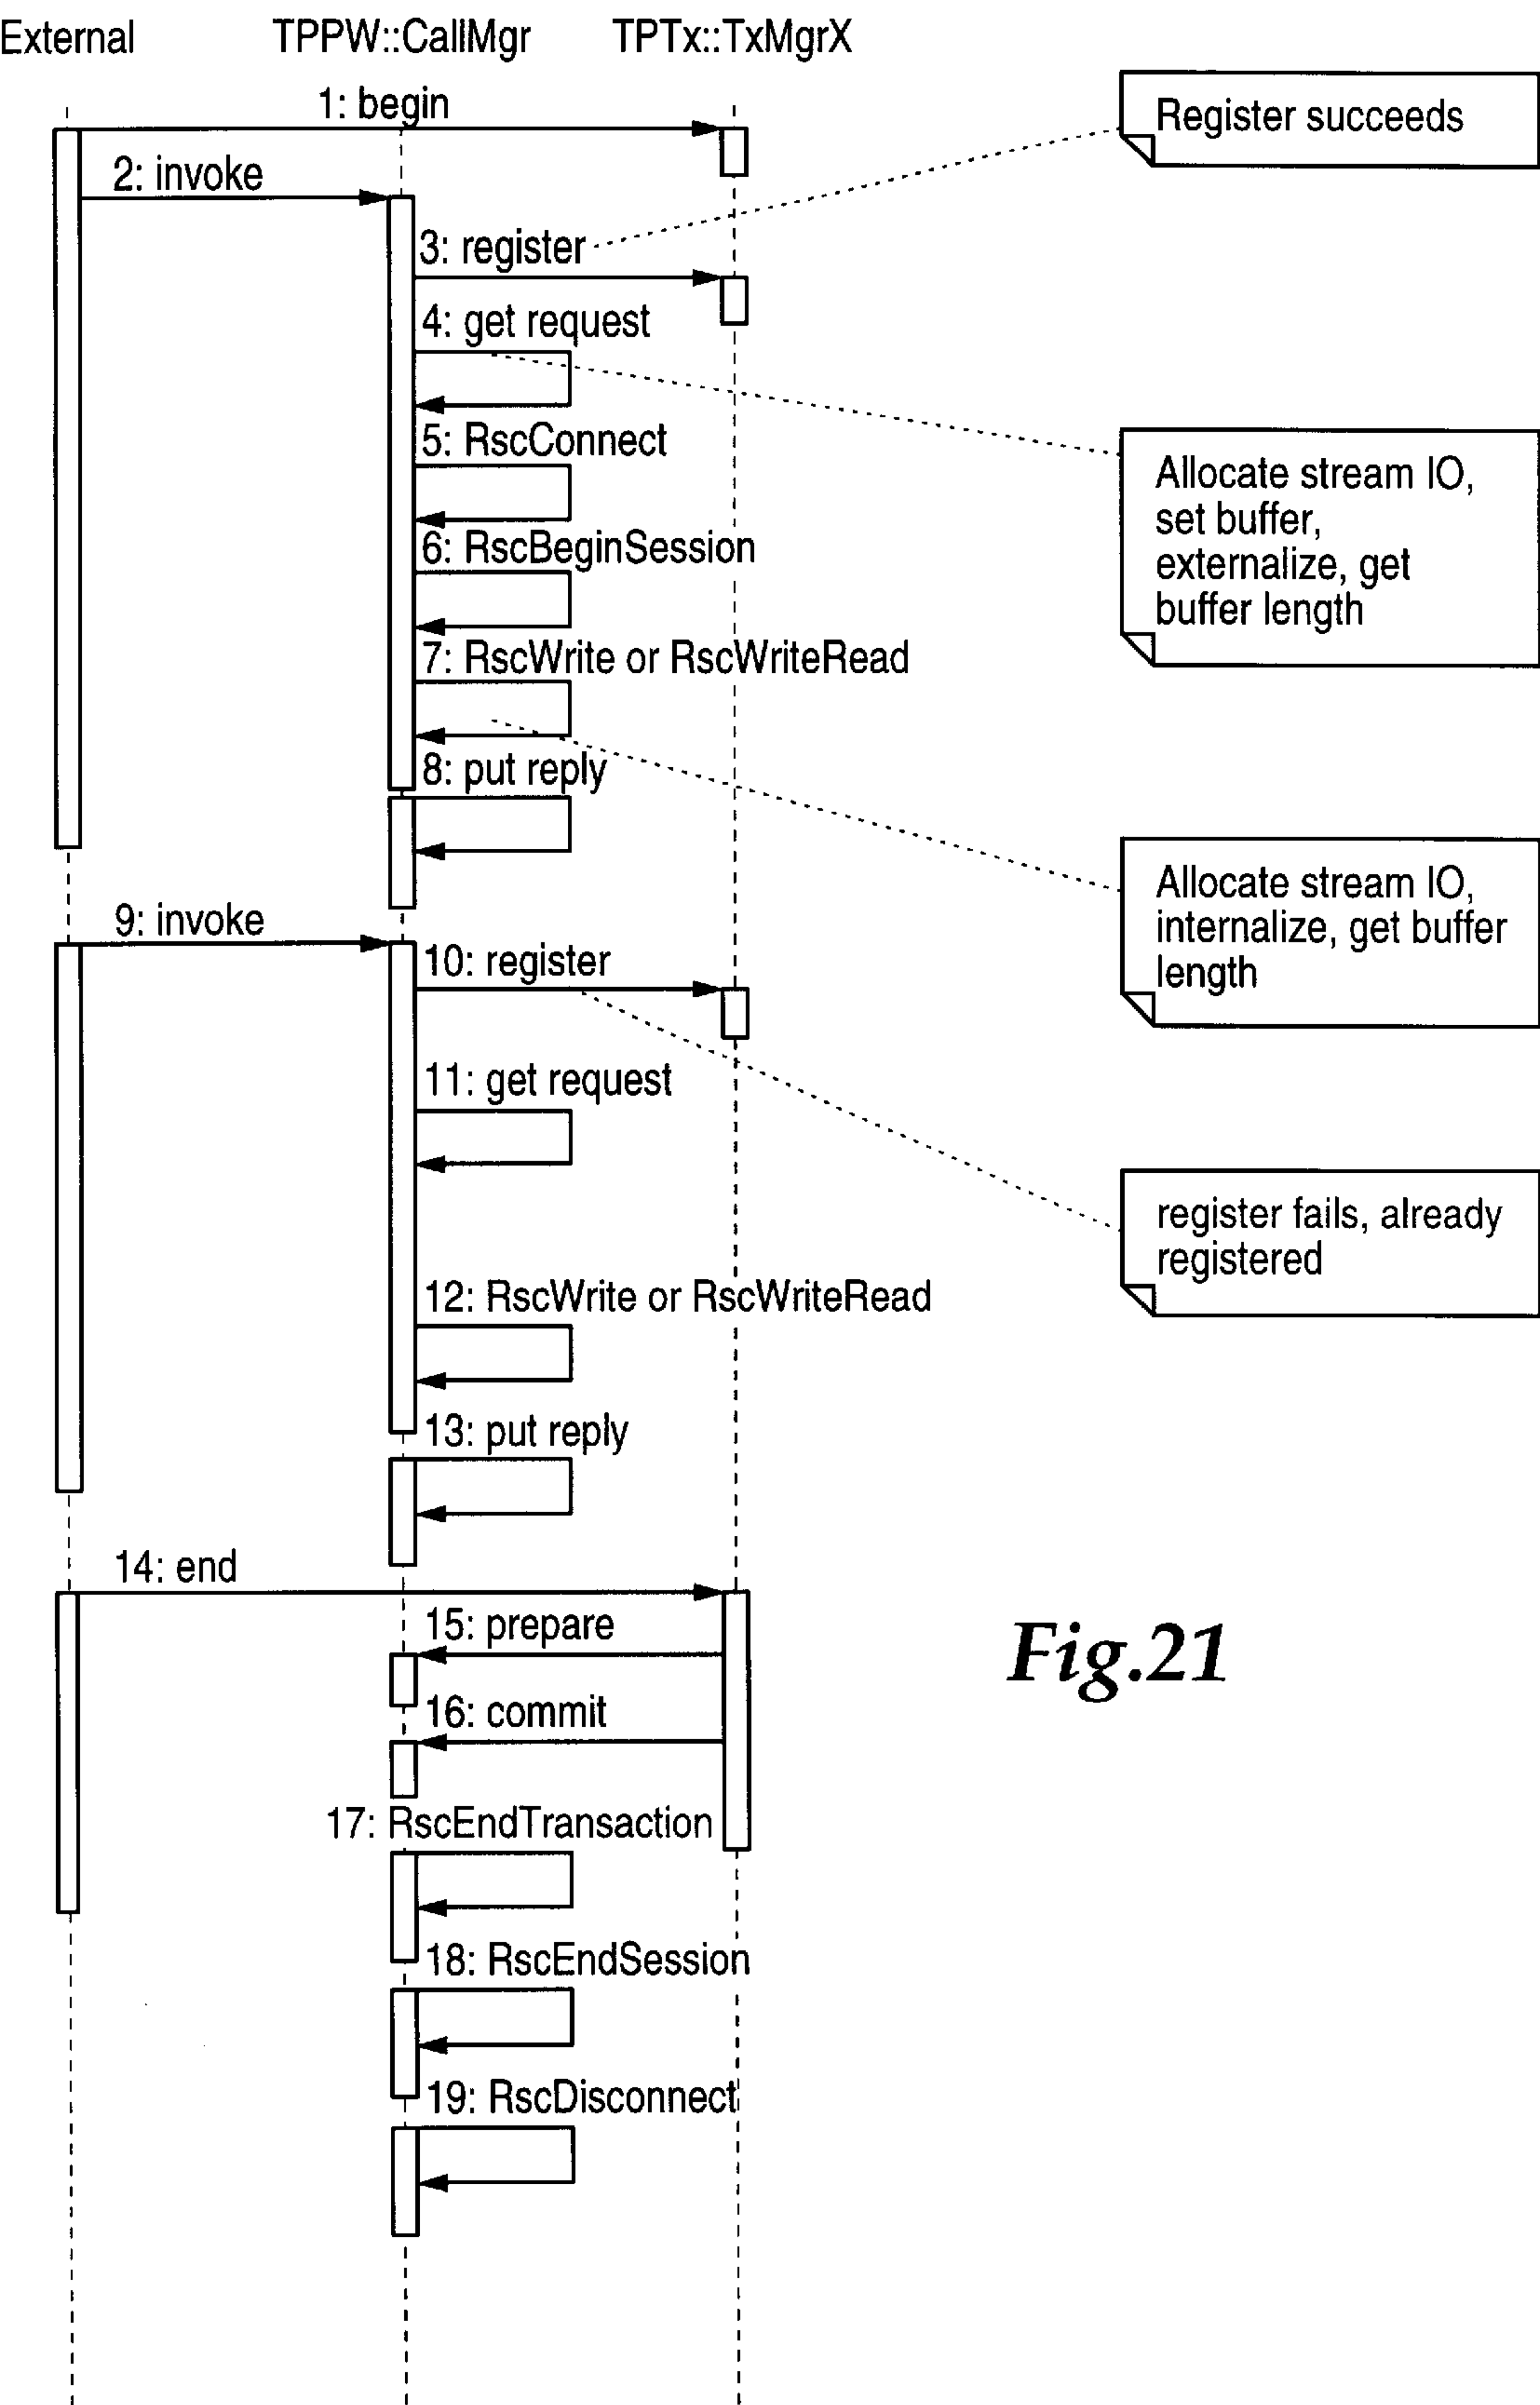 External
TPPW::CallMgr
TPTx::TxMgrX
1: begin
Register succeeds
2: invoke
3: register
4: get request
5: RscConnect
Allocate stream IO,
set buffer,
externalize, get
buffer length
6: RscBeginSession
7: RscWrite or RscWriteRead
8: put reply
Allocate stream IO,
internalize, get buffer
length
9: invoke
10: register
11: get request
register fails, already
registered
12: RscWrite or RscWriteRead
13: put reply
14: end
15: prepare
Fig.21
16: commit
17: RscEndTransaction
18: RscEndSession
19: RscDisconnect